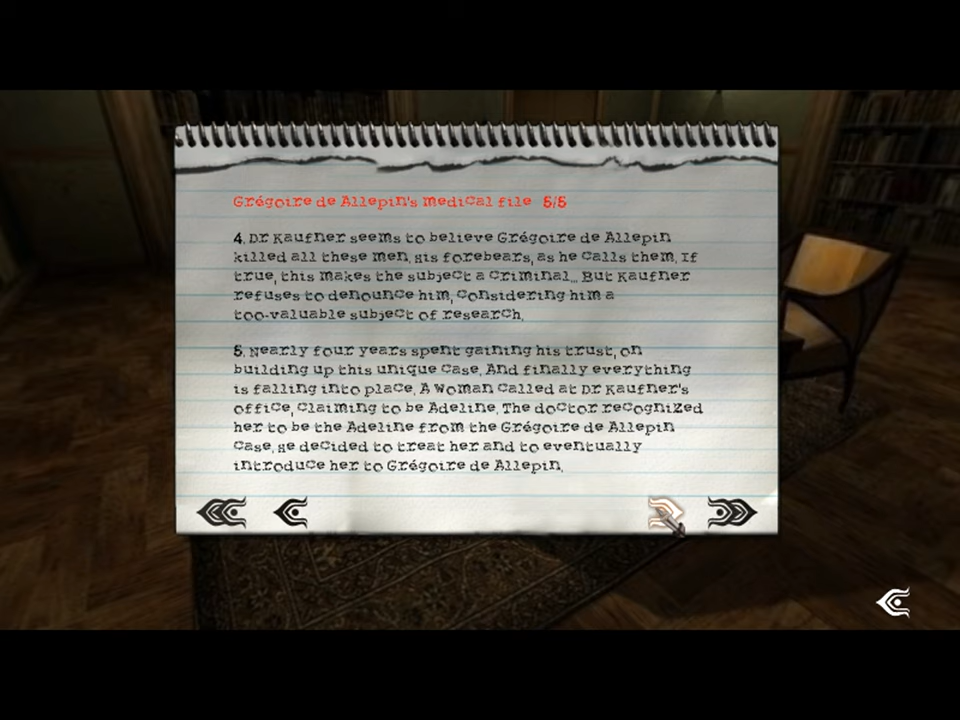 Grégoire de Allepin's medical file 5/5
4. Dr Kaufner seems to believe Grégoire de Allepin
killed all these men. His forebears, as he calls them. If
true, this makes the subject a criminal... But Kaufner
refuses to denounce him, considering him a
too-valuable subject of research.
5. Nearly four years spent gaining his trust, on
building up this unique case. And finally everything
is falling into place. A woman called at Dr Kaufner's
office, claiming to be Adeline. The doctor recognized
her to be the Adeline from the Grégoire de Allepin
case. He decided to treat her and to eventually
introduce her to Grégoire de Allepin.